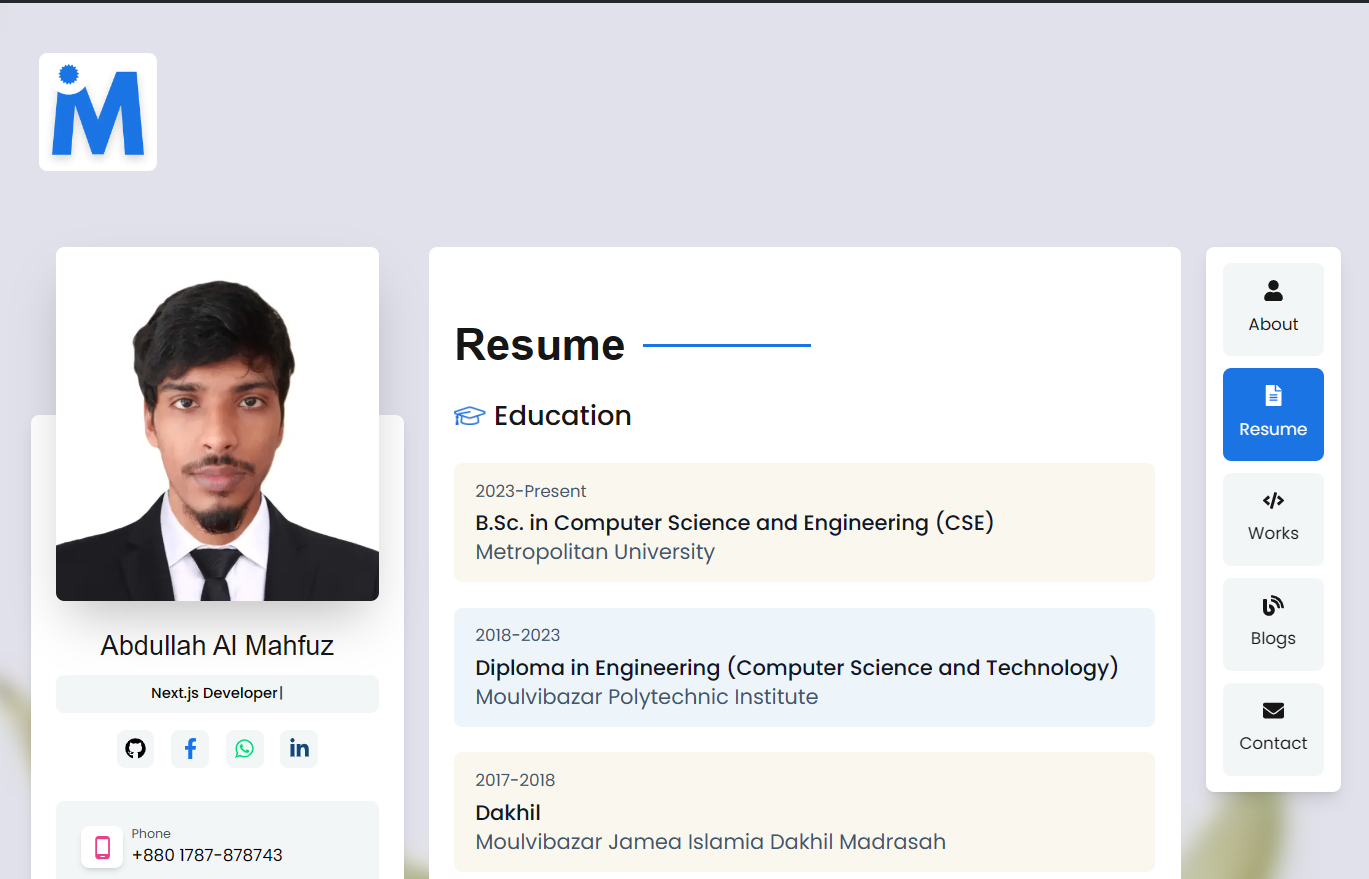 iM
Abdullah Al Mahfuz
Next.js Developer|
Phone
+880 1787-878743
Resume
Education
2023-Present
B.Sc. in Computer Science and Engineering (CSE)
Metropolitan University
2018-2023
Diploma in Engineering (Computer Science and Technology)
Moulvibazar Polytechnic Institute
2017-2018
Dakhil
Moulvibazar Jamea Islamia Dakhil Madrasah
About
Resume
Works
Blogs
Contact